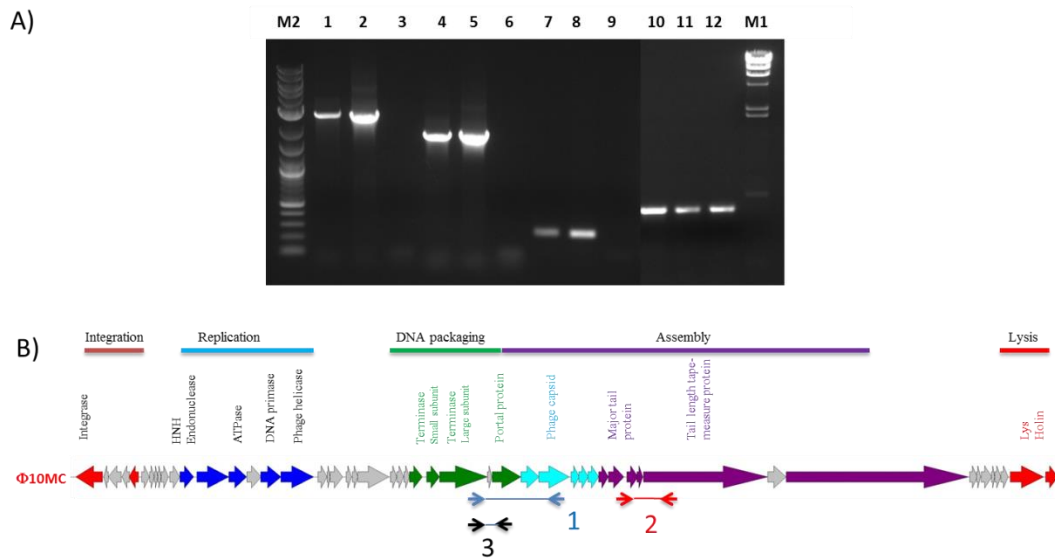 A)
M2 1 2 3 4 5 6 7 8 9 10 11 12 M1
B)
Integration
Replication
DNA packaging
Assembly
Lysis
Integrase
HNH
Endonuclease
ATPase
DNA primase
Phage helicase
Terminase
Small subunit
Terminase
Large subunit
Portal protein
Phage capsid
Major tail
protein
Tail length tape-
measure protein
Lys
Holin
Φ10MC
1
2
3